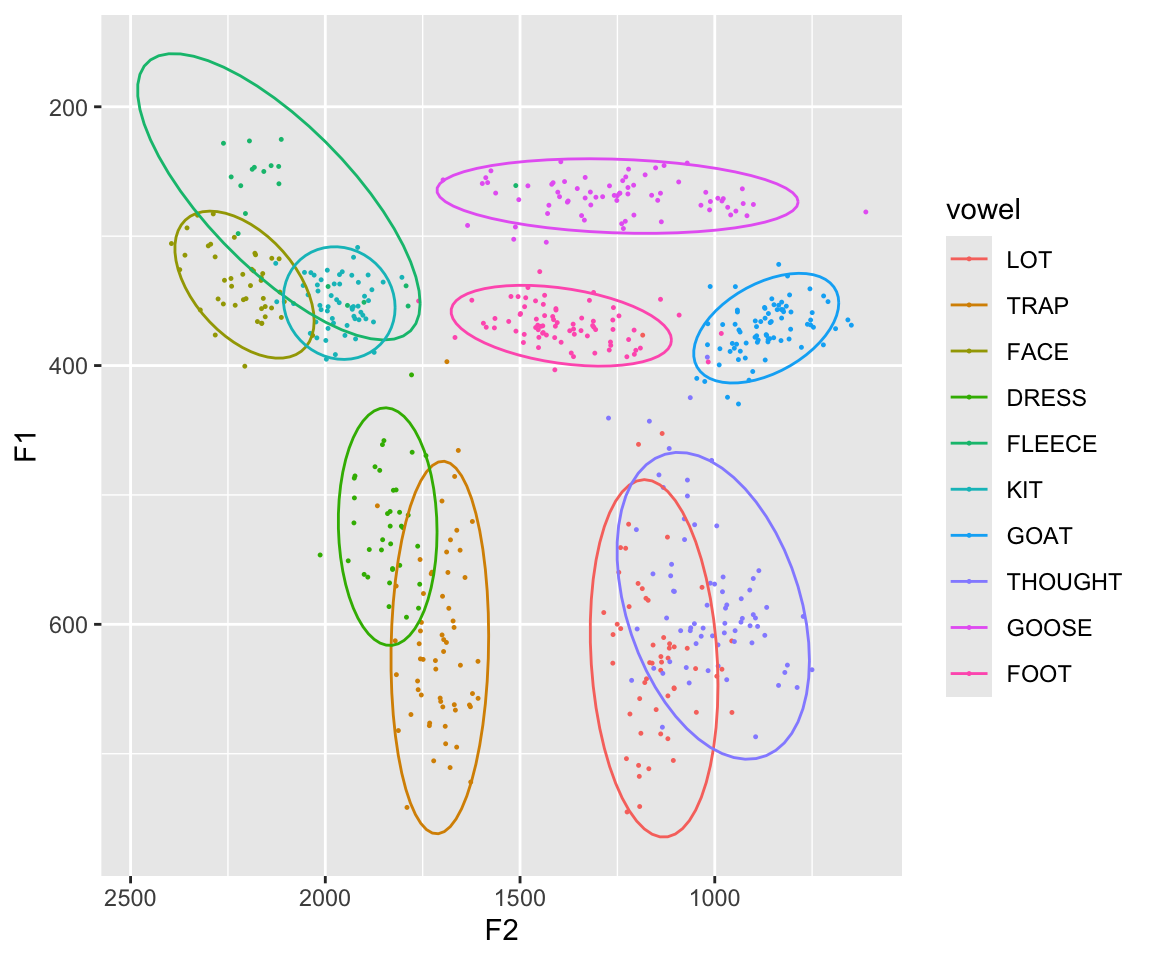 200
400
600
F1
2500
2000
1500
1000
F2
vowel
LOT
TRAP
FACE
DRESS
FLEECE
KIT
GOAT
THOUGHT
GOOSE
FOOT